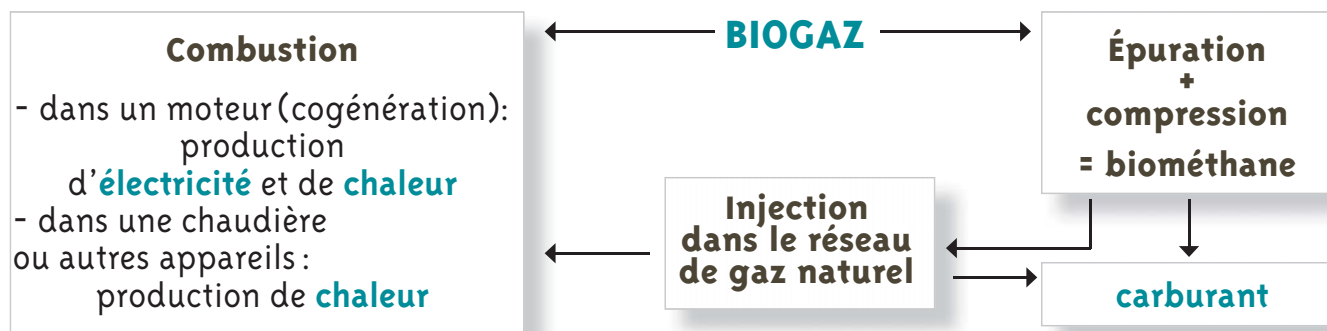 Combustion
- dans un moteur (cogénération):
production
d'électricité et de chaleur
- dans une chaudière
ou autres appareils :
production de chaleur
BIOGAZ
Épuration
+
compression
= biométhane
Injection
dans le réseau
de gaz naturel
carburant